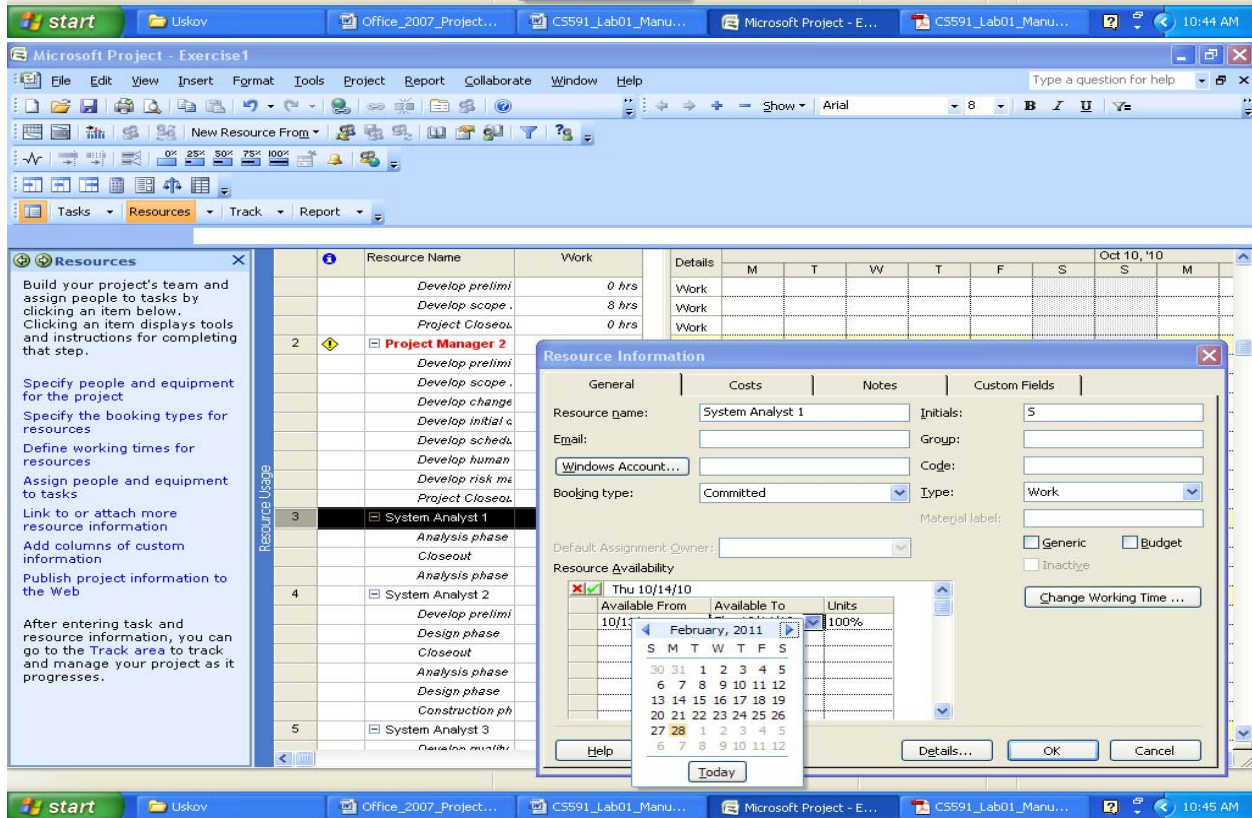 start Uskov Office_2007_Project... CS591_Lab01_Manu... Microsoft Project - E... CS591_Lab01_Manu... 10:44 AM
Microsoft Project - Exercise1
File Edit View Insert Format Tools Project Report Collaborate Window Help Type a question for help
Show Arial 8 B I U
New Resource From
0% 25% 50% 75% 100%
Tasks Resources Track Report
Resources
Build your project's team and
assign people to tasks by
clicking an item below.
Clicking an item displays tools
and instructions for completing
that step.
Specify people and equipment
for the project
Specify the booking types for
resources
Define working times for
resources
Assign people and equipment
to tasks
Link to or attach more
resource information
Add columns of custom
information
Publish project information to
the Web
After entering task and
resource information, you can
go to the Track area to track
and manage your project as it
progresses.
Resource Usage
Resource Name Work Details Oct 10, '10
M T W T F S S M
Develop prelimi 0 hrs Work
Develop scope . 8 hrs Work
Project Closeou 0 hrs Work
2 Project Manager 2
Develop prelimi
Develop scope .
Develop change
Develop initial c
Develop schedu
Develop human
Develop risk ma
Project Closeou
3 System Analyst 1
Analysis phase
Closeout
Analysis phase
4 System Analyst 2
Develop prelimi
Design phase
Closeout
Analysis phase
Design phase
Construction ph
5 System Analyst 3
Resource Information
General Costs Notes Custom Fields
Resource name: System Analyst 1 Initials: S
Email: Group:
Windows Account... Code:
Booking type: Committed Type: Work
Material label:
Default Assignment Owner: Generic Budget
Resource Availability Inactive
Thu 10/14/10 Change Working Time ...
Available From Available To Units
100%
February, 2011
S M T W T F S
30 31 1 2 3 4 5
6 7 8 9 10 11 12
13 14 15 16 17 18 19
20 21 22 23 24 25 26
27 28 1 2 3 4 5
6 7 8 9 10 11 12
Today
Help Details... OK Cancel
start Uskov Office_2007_Project... CS591_Lab01_Manu... Microsoft Project - E... CS591_Lab01_Manu... 10:45 AM